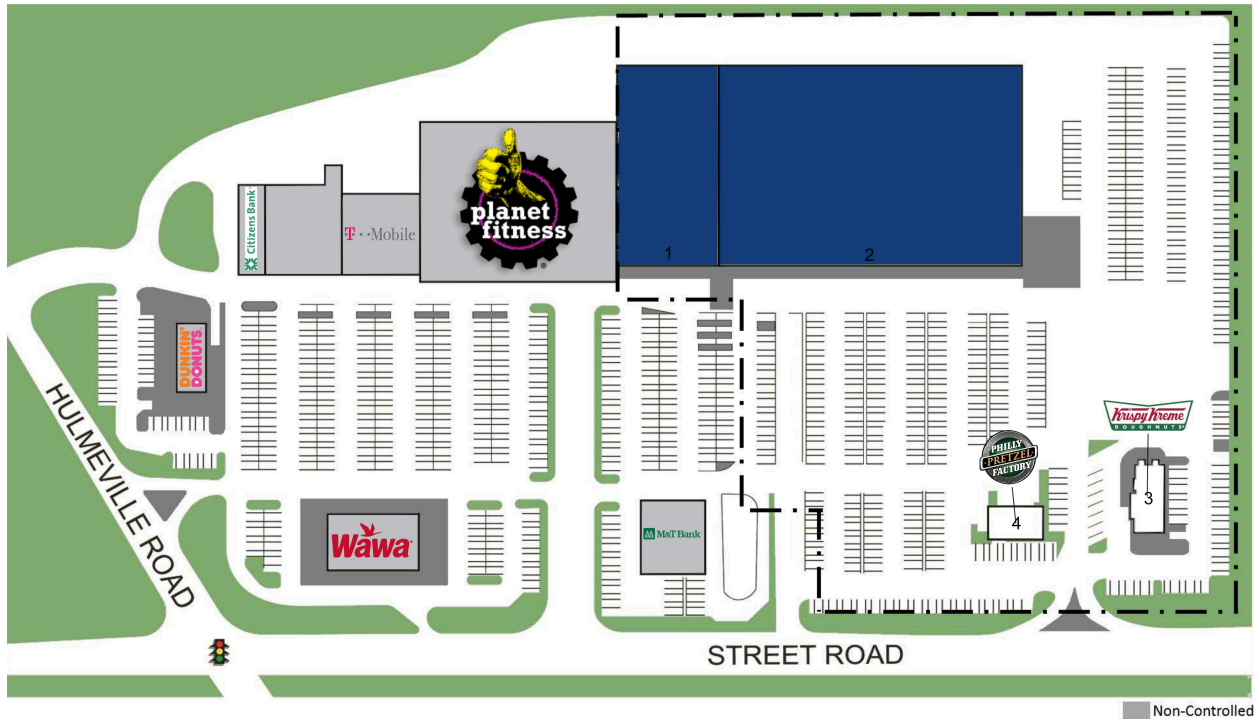 planet
fitness
Citizens Bank
T · · Mobile
1
2
DUNKIN'
DONUTS
HULMEVILLE ROAD
Krispy Kreme
DOUGHNUTS
PHILLY
PRETZEL
FACTORY
3
4
Wawa
M&T Bank
STREET ROAD
Non-Controlled